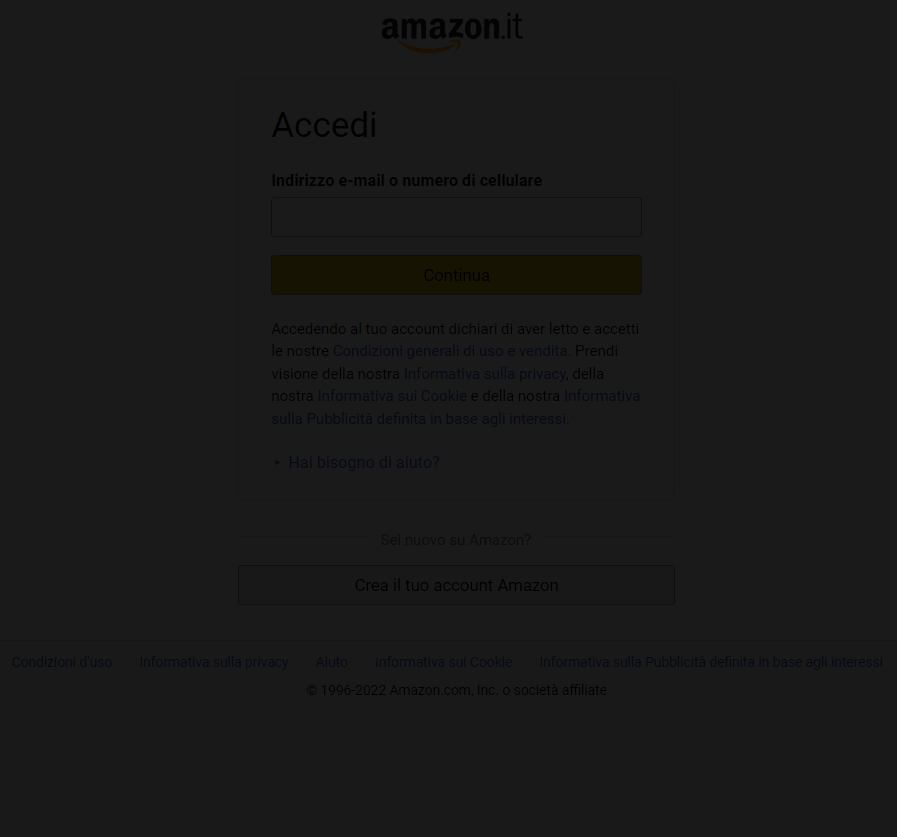 amazon.it
Accedi
Indirizzo e-mail o numero di cellulare
Continua
Accedendo al tuo account dichiari di aver letto e accetti
le nostre Condizioni generali di uso e vendita. Prendi
visione della nostra Informativa sulla privacy, della
nostra Informativa sui Cookie e della nostra Informativa
sulla Pubblicità definita in base agli interessi.
Hai bisogno di aiuto?
Sei nuovo su Amazon?
Crea il tuo account Amazon
Condizioni d'uso Informativa sulla privacy Aiuto Informativa sui Cookie Informativa sulla Pubblicità definita in base agli interessi
© 1996-2022 Amazon.com, Inc. o società affiliate